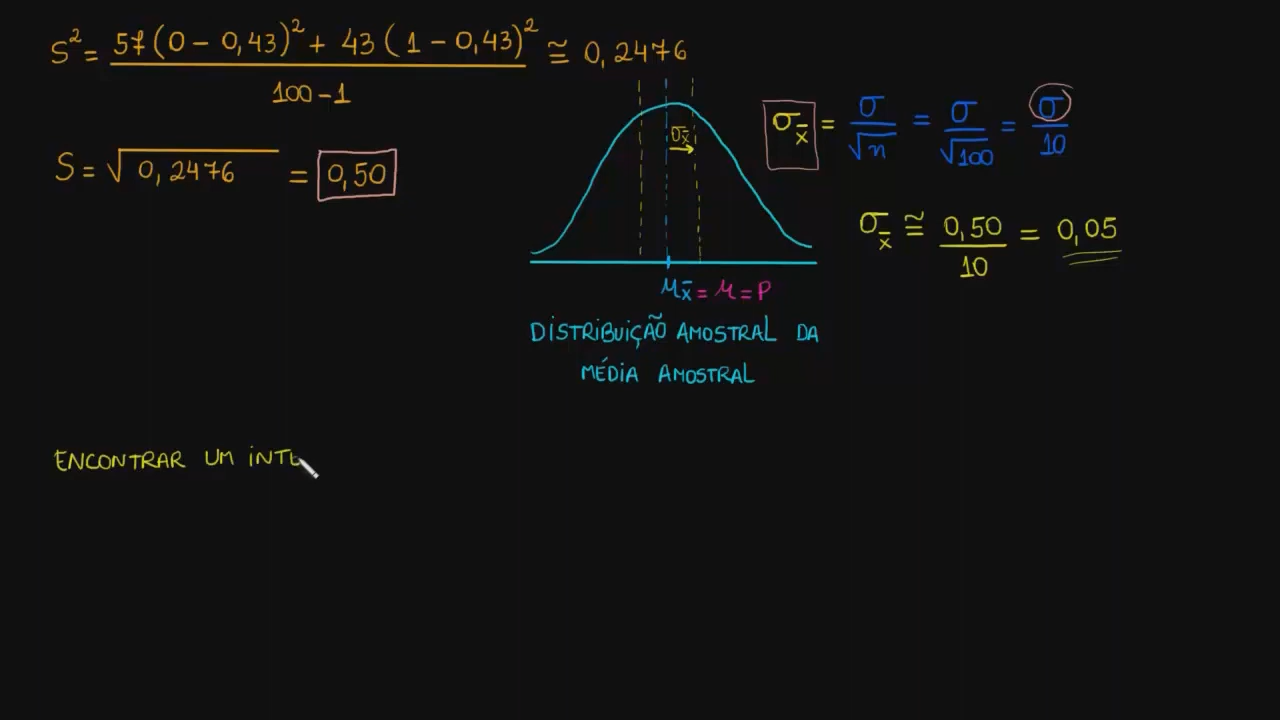 S² = 57(0 − 0,43)² + 43(1 − 0,43)² / 100 − 1 ≅ 0,2476
S = √0,2476 = 0,50
σx̄
σx̄ = σ/√n = σ/√100 = σ/10
σx̄ ≅ 0,50/10 = 0,05
μx̄ = μ = P
DISTRIBUIÇÃO AMOSTRAL DA
MÉDIA AMOSTRAL
ENCONTRAR UM INTE